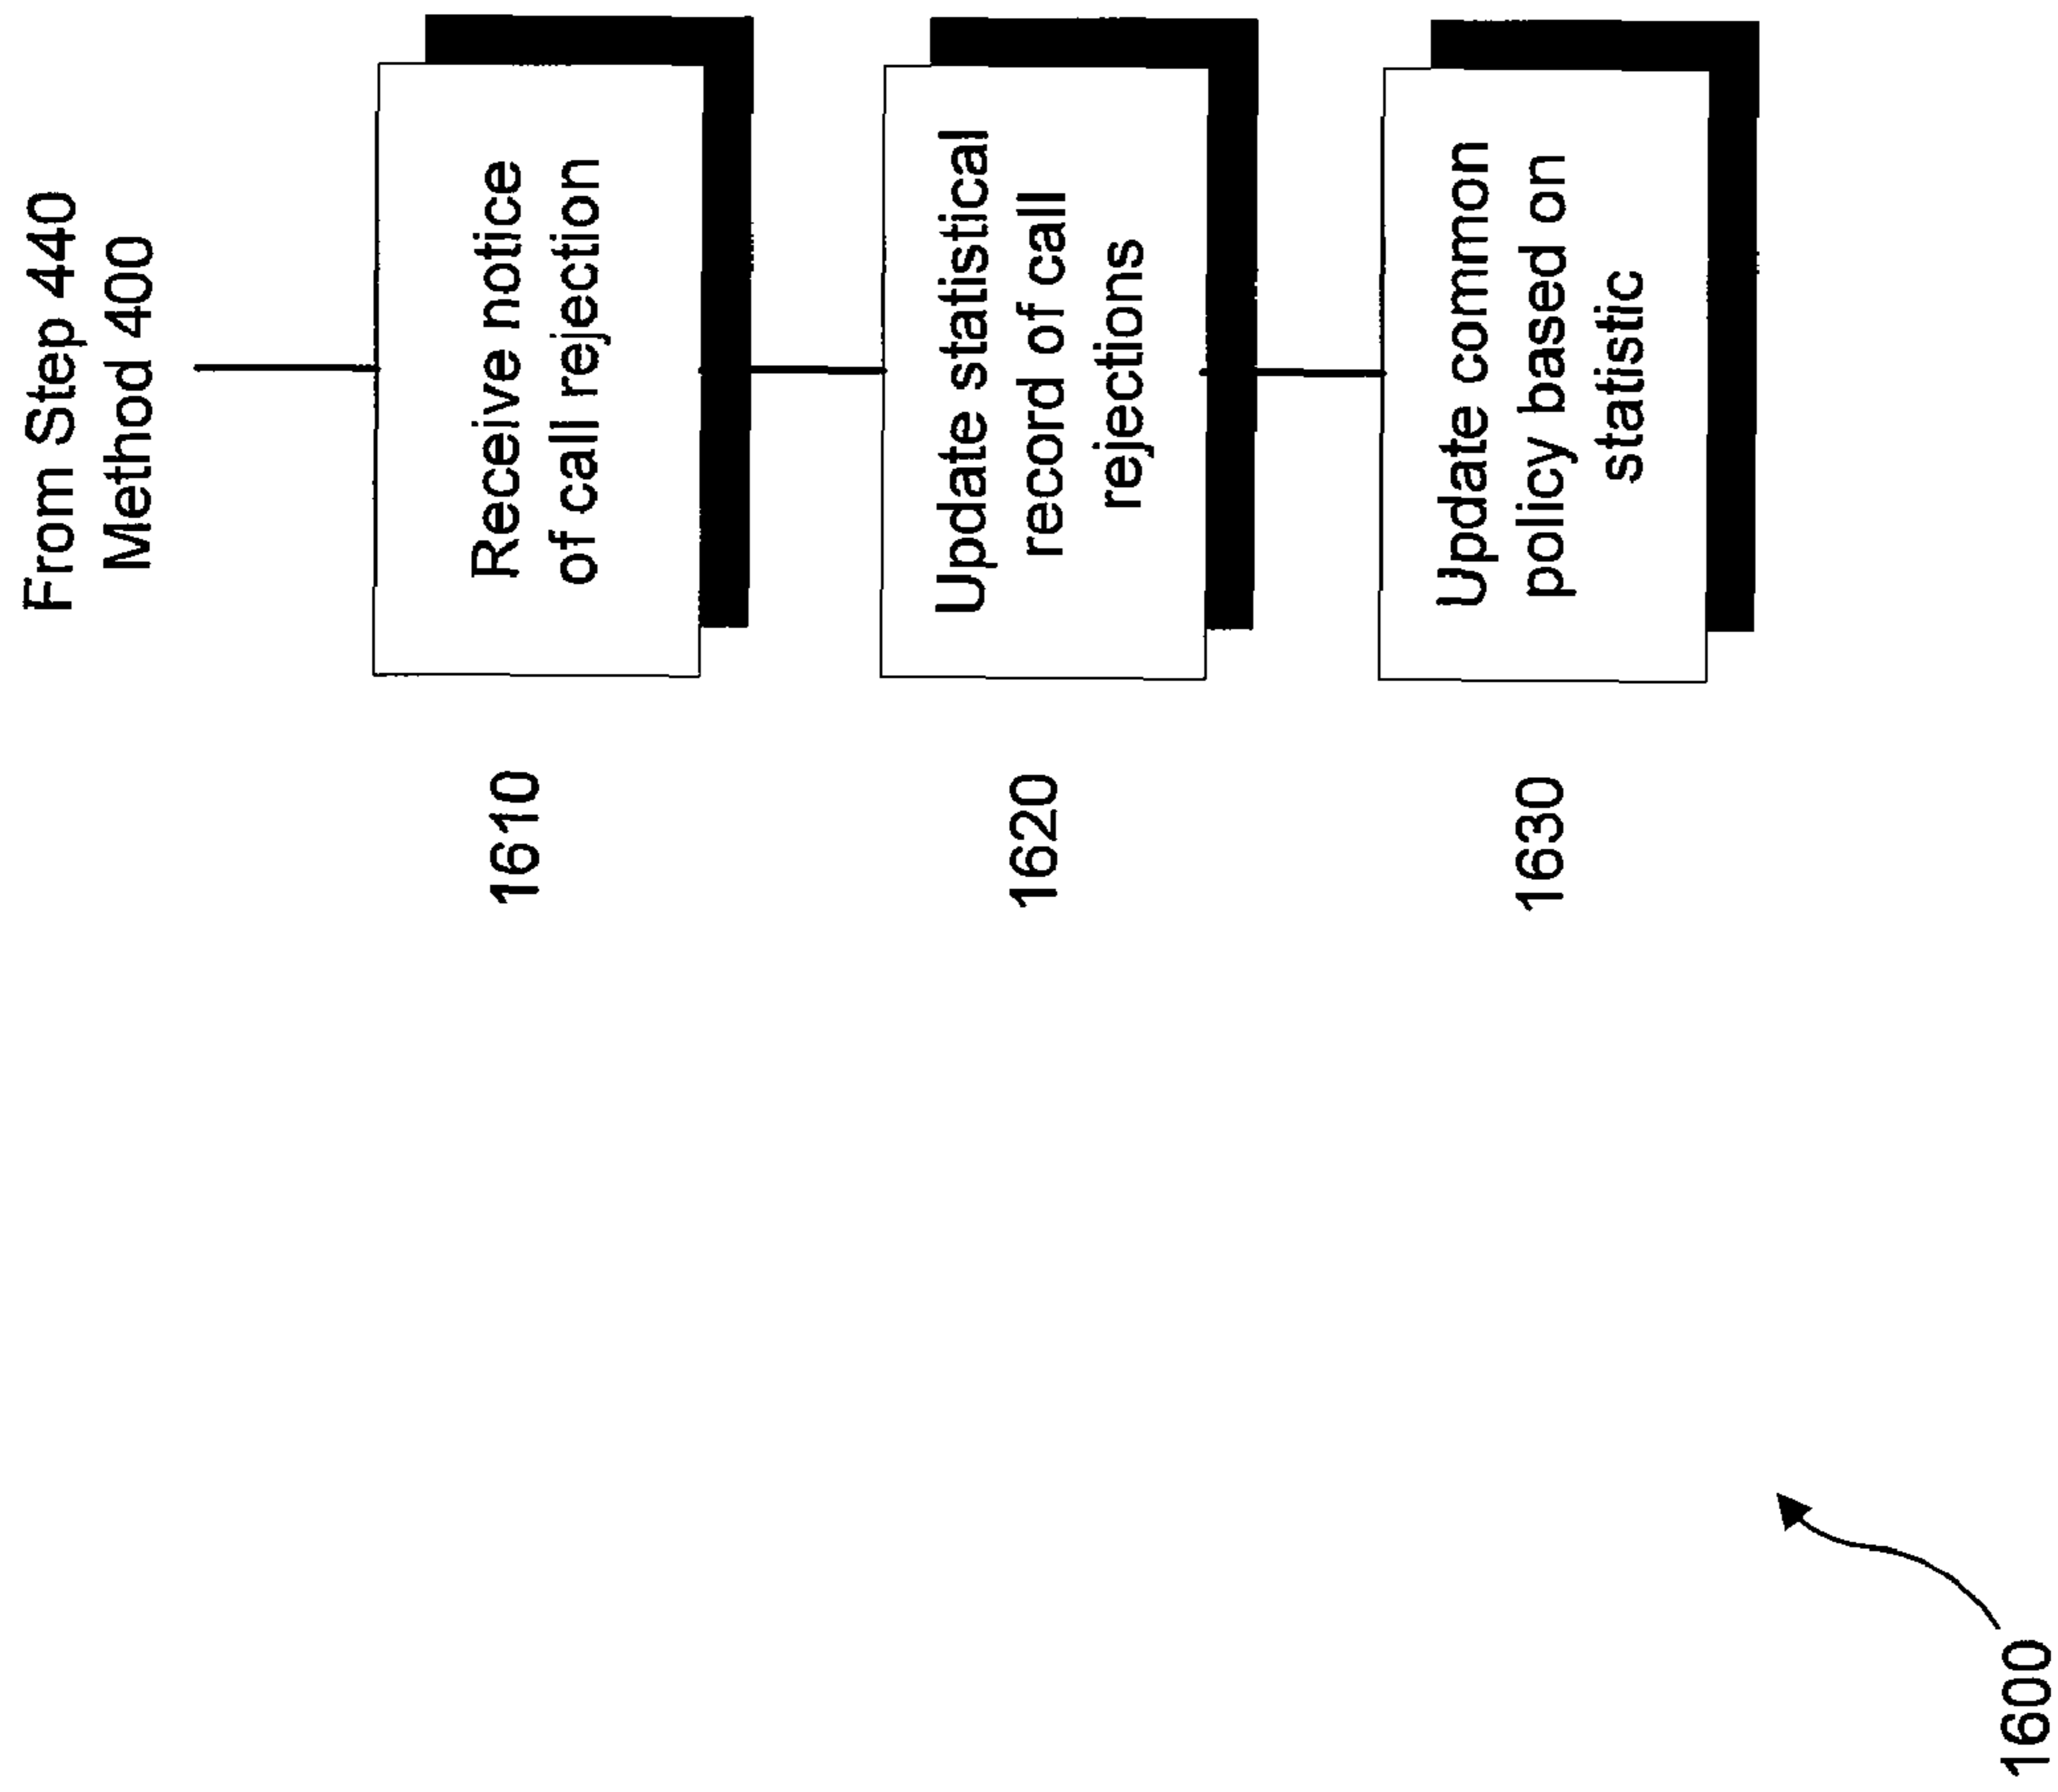 From Step 440
Method 400
1610
Receive notice
of call rejection
1620
Update statistical
record of call
rejections
1630
Update common
policy based on
statistic
1600